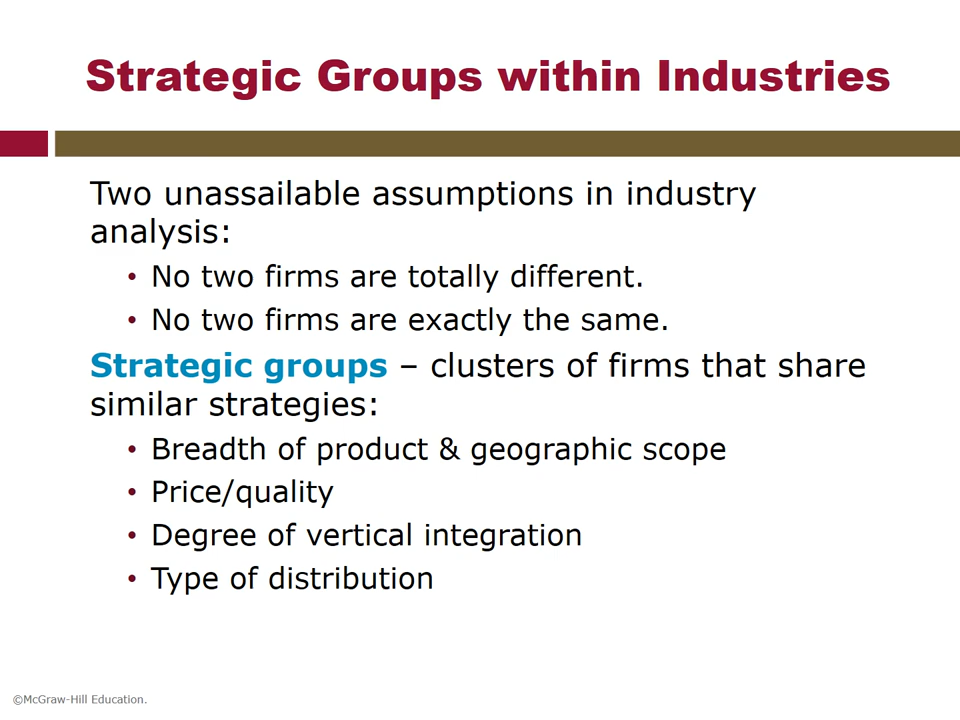 Strategic Groups within Industries
Two unassailable assumptions in industry
analysis:
• No two firms are totally different.
• No two firms are exactly the same.
Strategic groups – clusters of firms that share
similar strategies:
• Breadth of product & geographic scope
• Price/quality
• Degree of vertical integration
• Type of distribution
©McGraw-Hill Education.